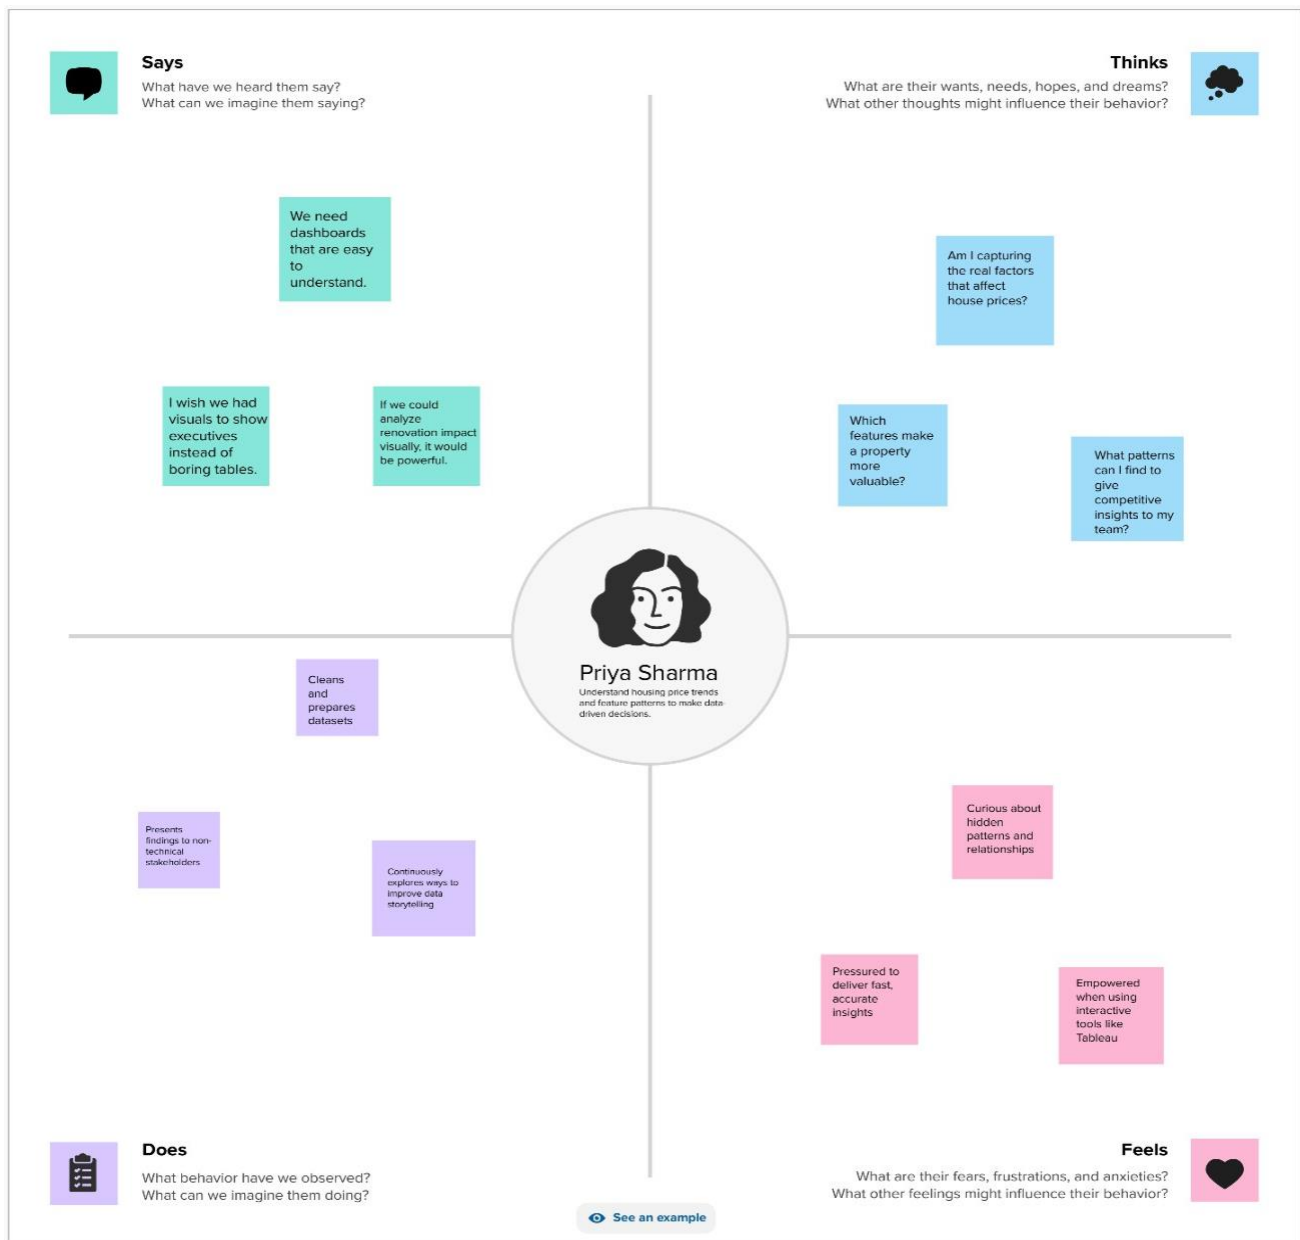 Says
What have we heard them say?
What can we imagine them saying?
Thinks
What are their wants, needs, hopes, and dreams?
What other thoughts might influence their behavior?
We need
dashboards
that are easy
to
understand.
I wish we had
visuals to show
executives
instead of
boring tables.
If we could
analyze
renovation impact
visually, it would
be powerful.
Am I capturing
the real factors
that affect
house prices?
Which
features make
a property
more
valuable?
What patterns
can I find to
give
competitive
insights to my
team?
Priya Sharma
Understand housing price trends
and feature patterns to make data-
driven decisions.
Cleans
and
prepares
datasets
Presents
findings to non-
technical
stakeholders
Continuously
explores ways to
improve data
storytelling
Curious about
hidden
patterns and
relationships
Pressured to
deliver fast,
accurate
insights
Empowered
when using
interactive
tools like
Tableau
Does
What behavior have we observed?
What can we imagine them doing?
Feels
What are their fears, frustrations, and anxieties?
What other feelings might influence their behavior?
See an example